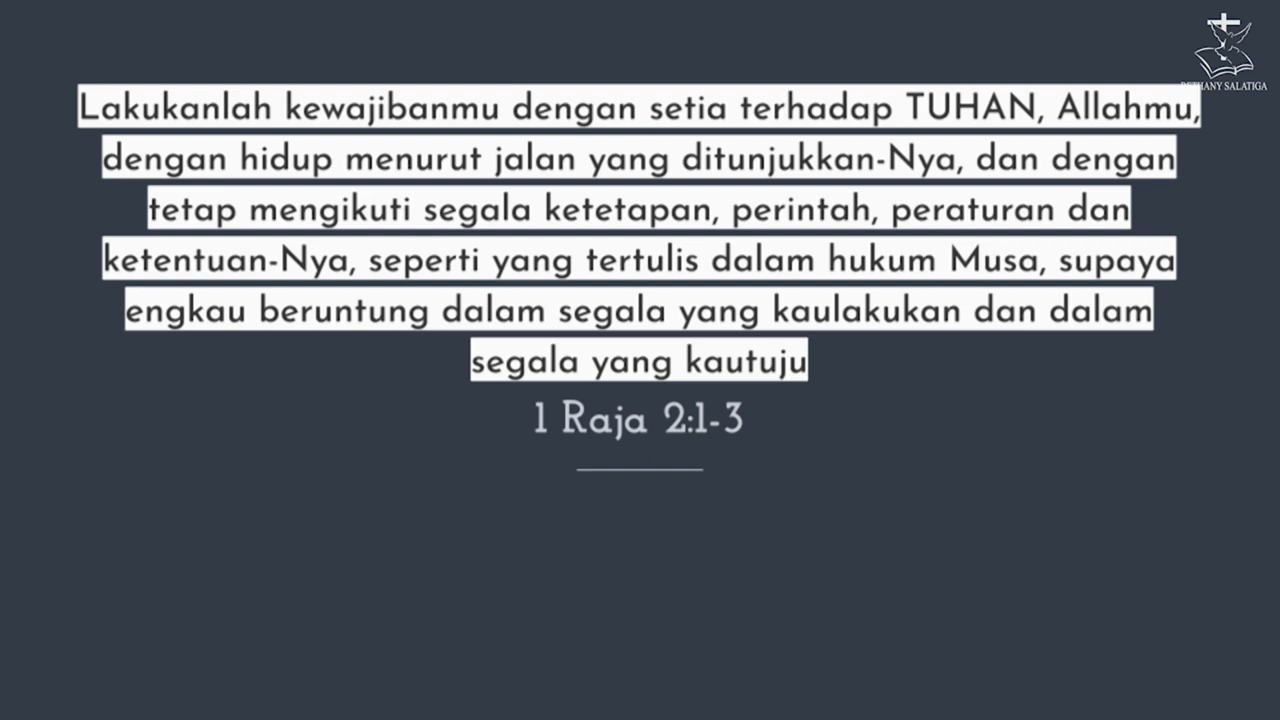 BETHANY SALATIGA
Lakukanlah kewajibanmu dengan setia terhadap TUHAN, Allahmu,
dengan hidup menurut jalan yang ditunjukkan-Nya, dan dengan
tetap mengikuti segala ketetapan, perintah, peraturan dan
ketentuan-Nya, seperti yang tertulis dalam hukum Musa, supaya
engkau beruntung dalam segala yang kaulakukan dan dalam
segala yang kautuju
1 Raja 2:1-3